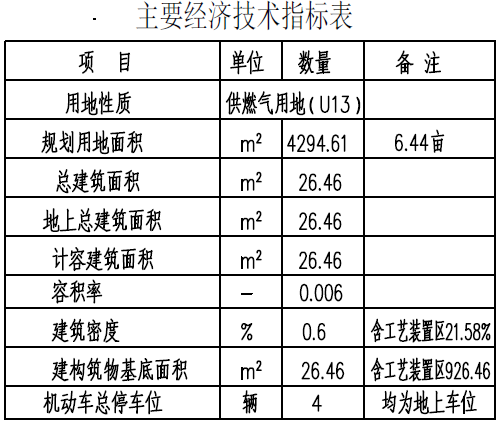 主要经济技术指标表
项 目 单位 数量 备 注
用地性质 供燃气用地(U13)
规划用地面积 m² 4294.61 6.44亩
总建筑面积 m² 26.46
地上总建筑面积 m² 26.46
计容建筑面积 m² 26.46
容积率 - 0.006
建筑密度 % 0.6 含工艺装置区21.58%
建构筑物基底面积 m² 26.46 含工艺装置区926.46
机动车总停车位 辆 4 均为地上车位